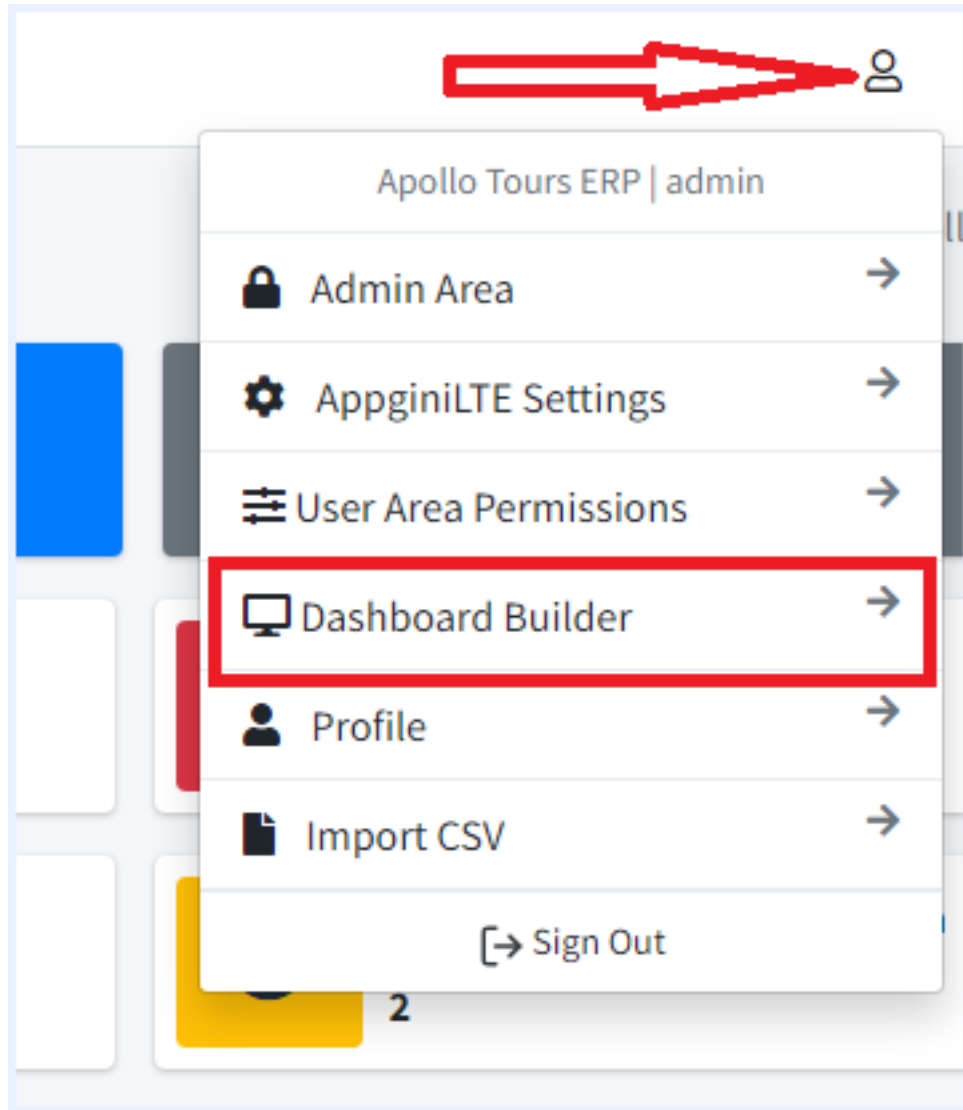 Apollo Tours ERP | admin
ll
Admin Area
AppginiLTE Settings
User Area Permissions
Dashboard Builder
Profile
Import CSV
Sign Out
2